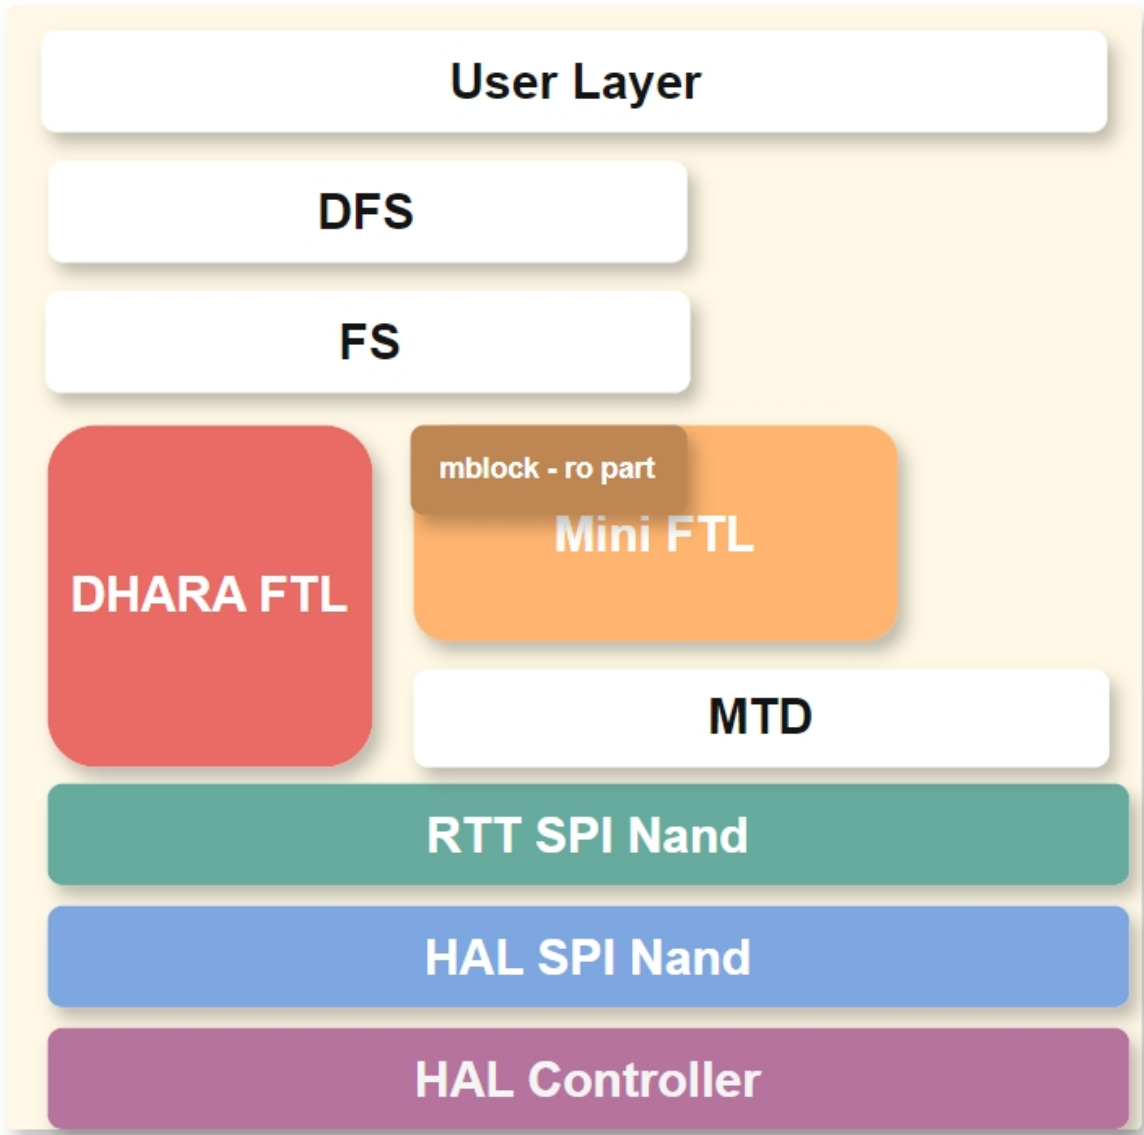 User Layer
DFS
FS
mblock - ro part
Mini FTL
DHARA FTL
MTD
RTT SPI Nand
HAL SPI Nand
HAL Controller